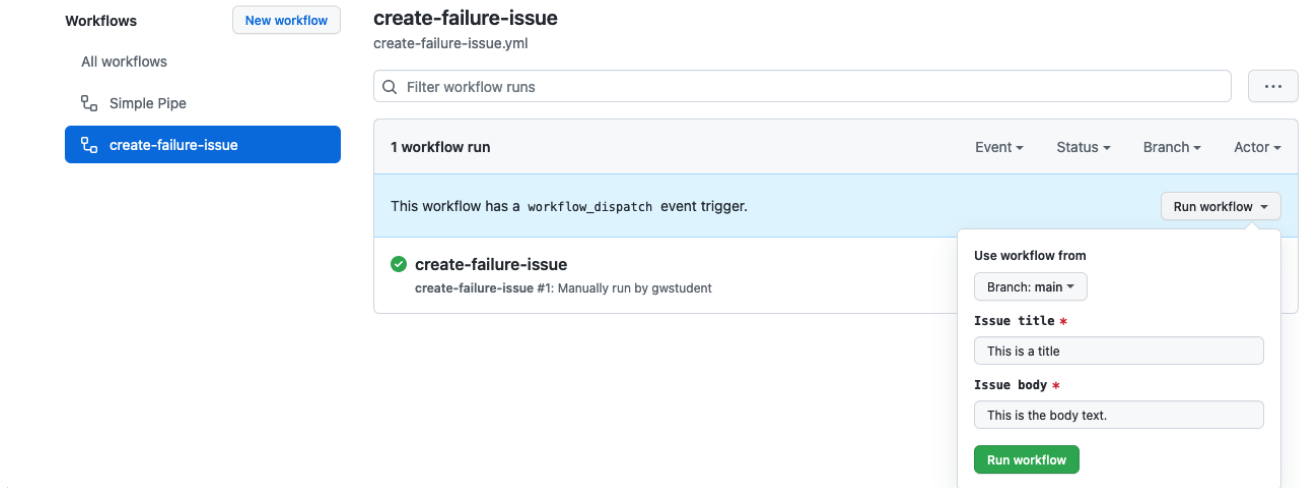 Workflows
New workflow
All workflows
Simple Pipe
create-failure-issue
create-failure-issue
create-failure-issue.yml
Filter workflow runs
1 workflow run
Event
Status
Branch
Actor
This workflow has a workflow_dispatch event trigger.
Run workflow
create-failure-issue
create-failure-issue #1: Manually run by gwstudent
Use workflow from
Branch: main
Issue title *
This is a title
Issue body *
This is the body text.
Run workflow